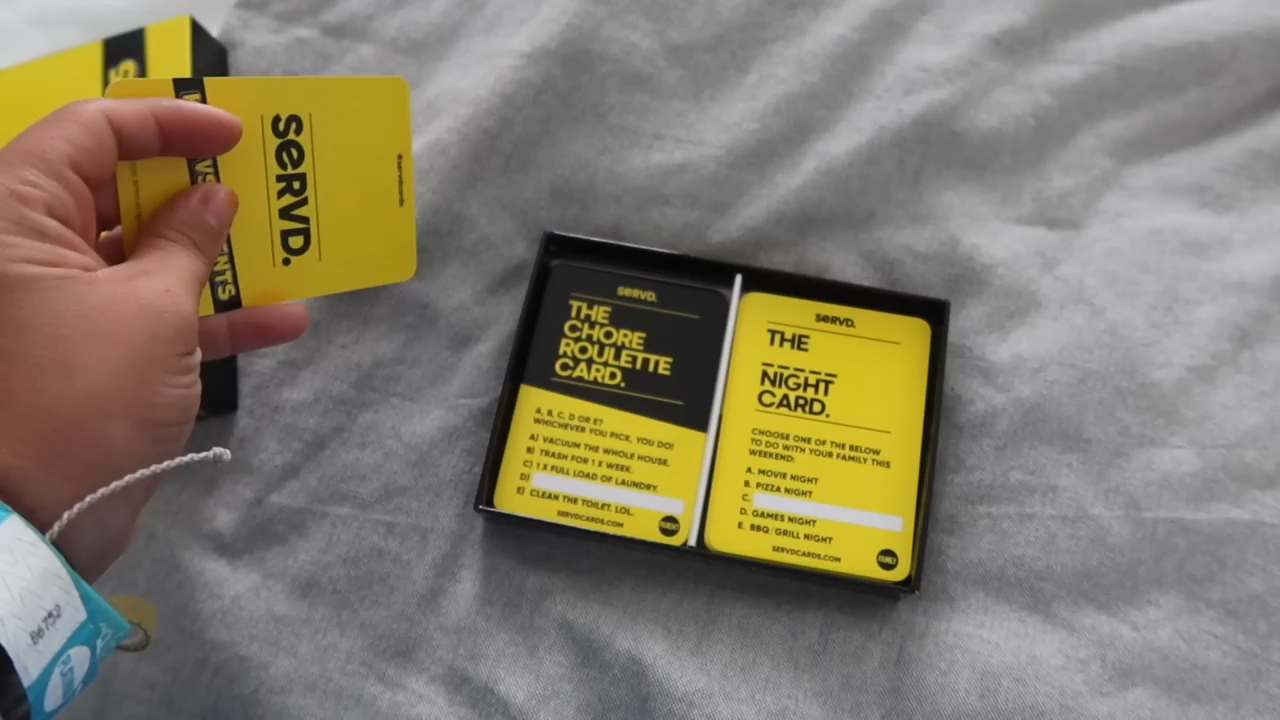 SERVD.
@servdcards
SERVD.
THE
CHORE
ROULETTE
CARD.
A, B, C, D OR E?
WHICHEVER YOU PICK, YOU DO!
A) VACUUM THE WHOLE HOUSE.
B) TRASH FOR 1 X WEEK.
C) 1 X FULL LOAD OF LAUNDRY.
D)
E) CLEAN THE TOILET. LOL.
SERVDCARDS.COM
PARENT
SERVD.
THE
NIGHT
CARD.
CHOOSE ONE OF THE BELOW
TO DO WITH YOUR FAMILY THIS
WEEKEND:
A. MOVIE NIGHT
B. PIZZA NIGHT
C.
D. GAMES NIGHT
E. BBQ/GRILL NIGHT
SERVDCARDS.COM
FAMILY